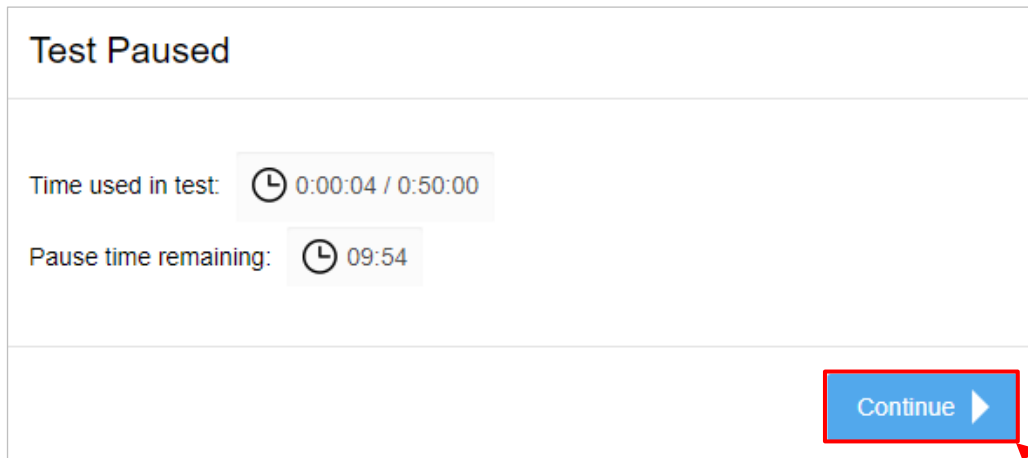 Test Paused
Time used in test: 0:00:04 / 0:50:00
Pause time remaining: 09:54
Continue